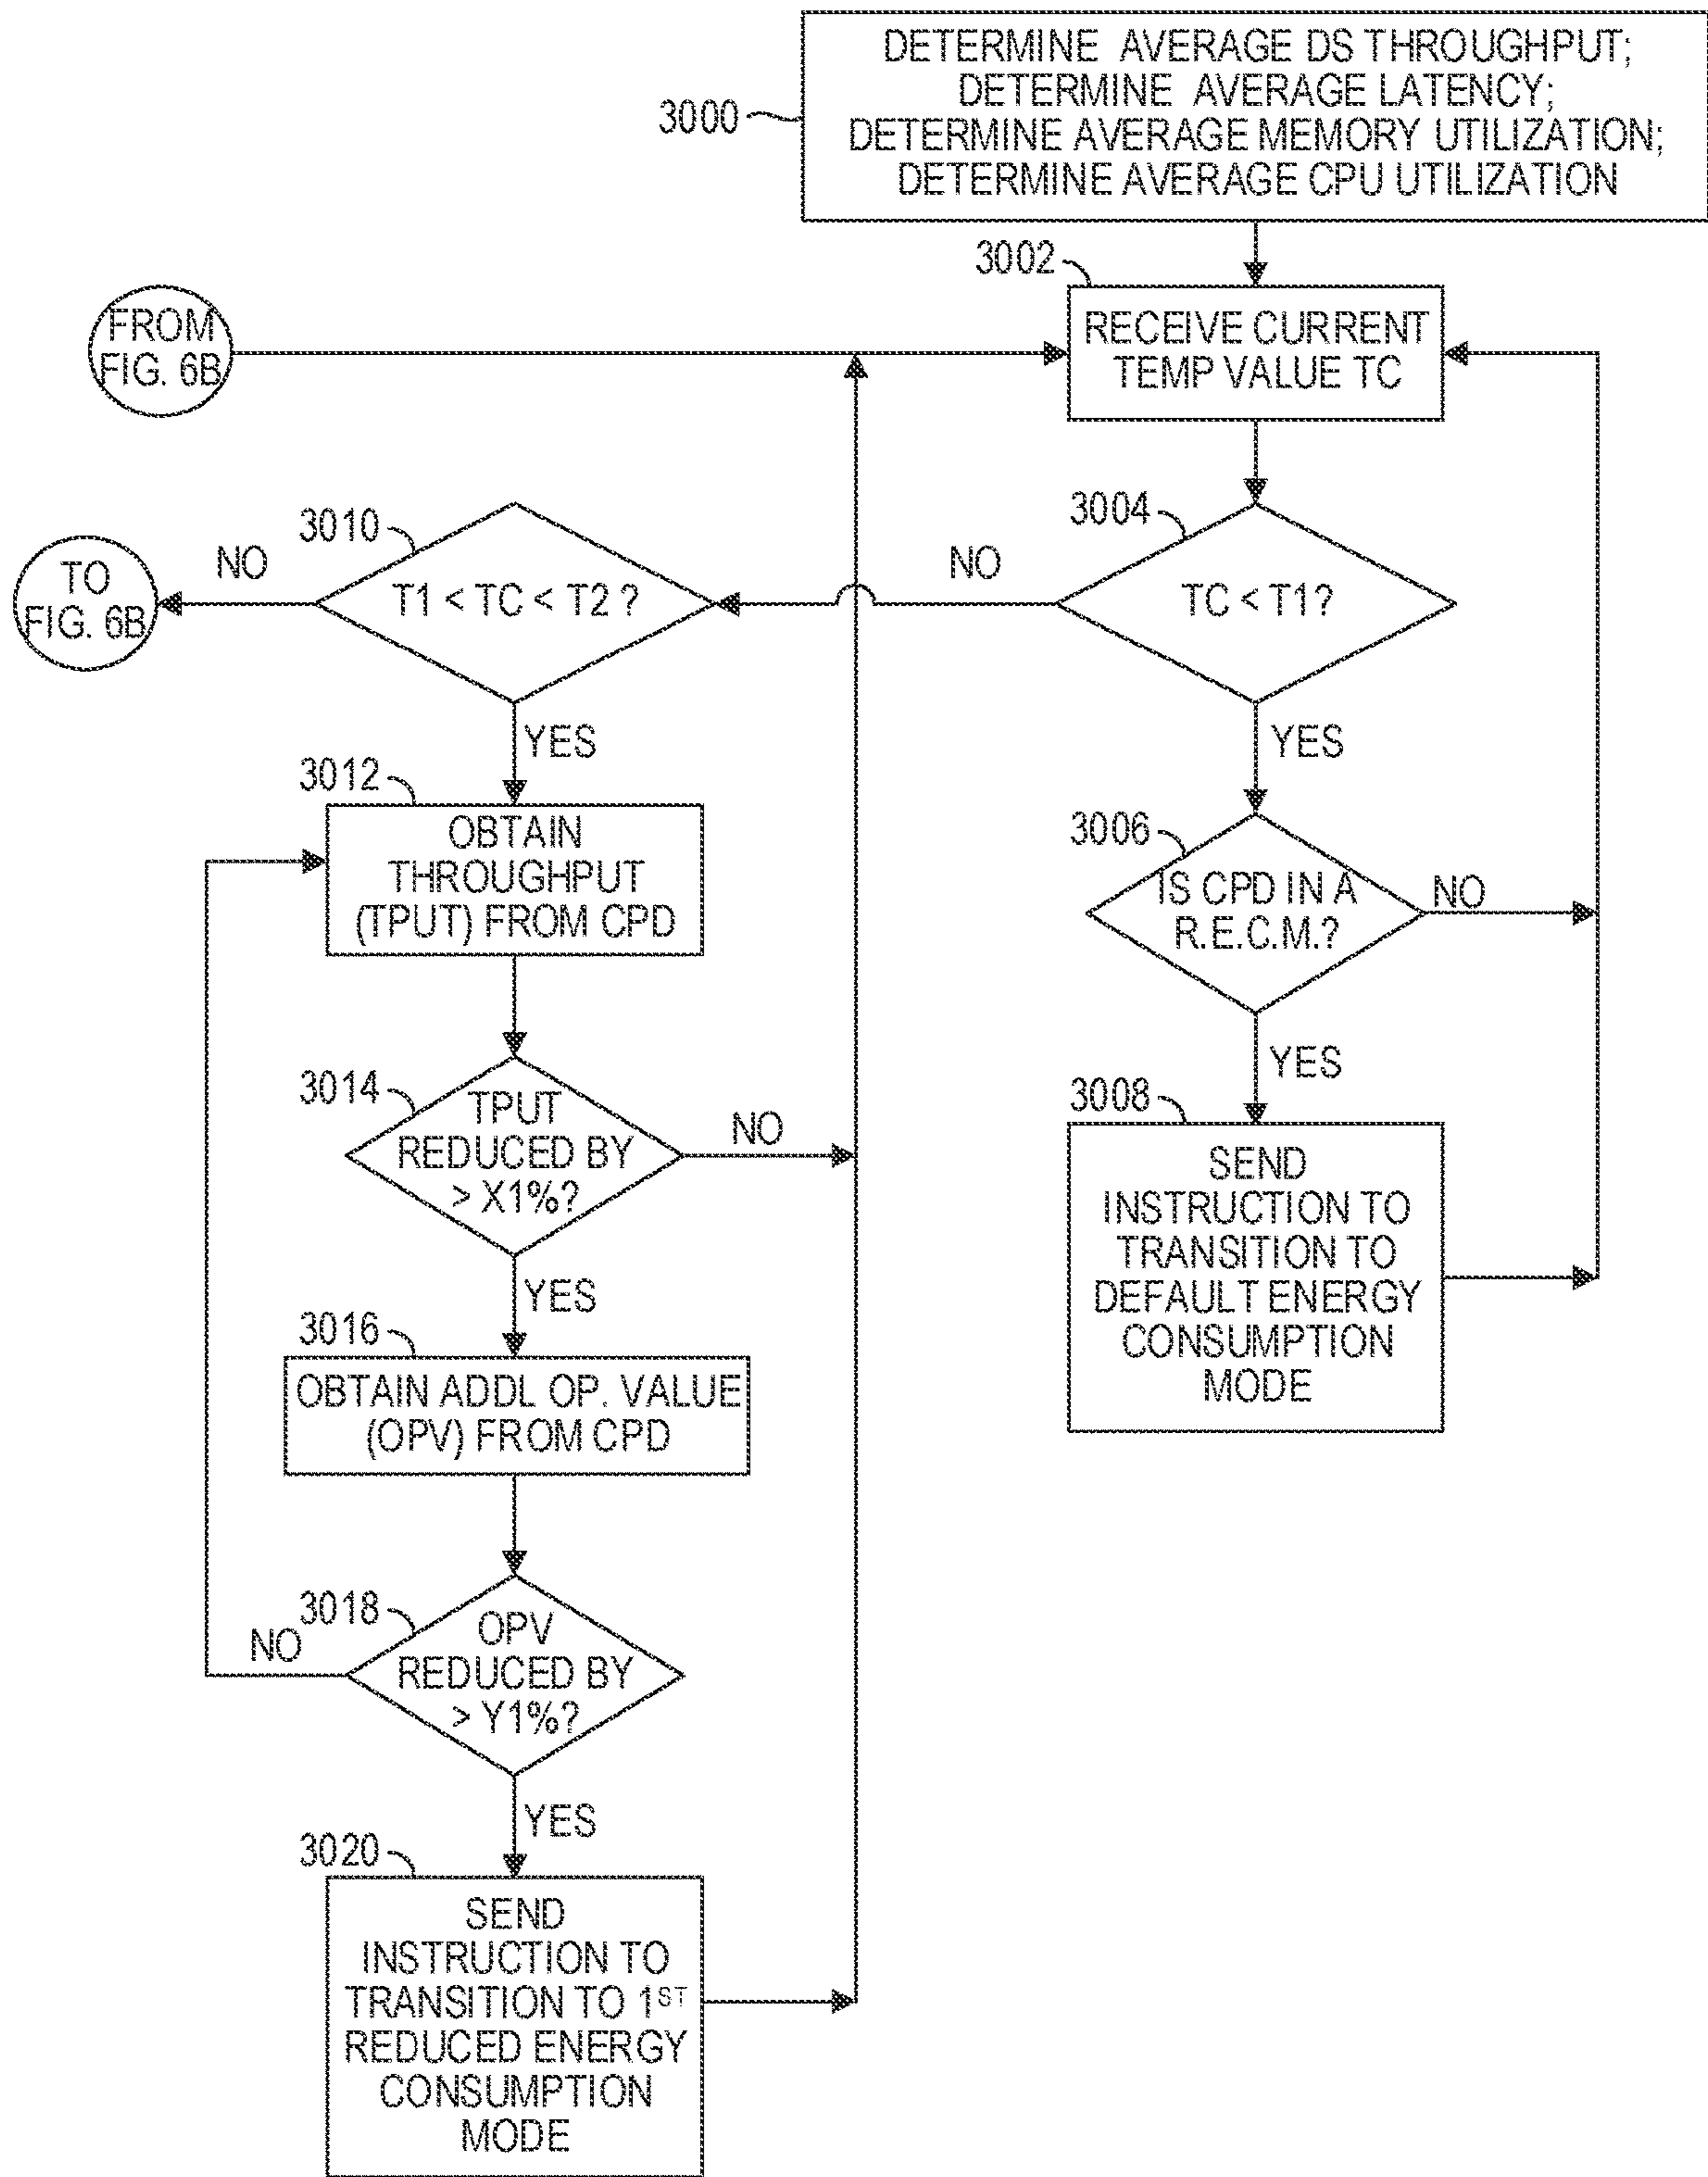 3000
DETERMINE AVERAGE DS THROUGHPUT;
DETERMINE AVERAGE LATENCY;
DETERMINE AVERAGE MEMORY UTILIZATION;
DETERMINE AVERAGE CPU UTILIZATION
3002
RECEIVE CURRENT
TEMP VALUE TC
FROM
FIG. 6B
3004
TC < T1?
NO
YES
3006
IS CPD IN A
R.E.C.M.?
NO
YES
3008
SEND
INSTRUCTION TO
TRANSITION TO
DEFAULT ENERGY
CONSUMPTION
MODE
3010
T1 < TC < T2 ?
NO
TO
FIG. 6B
YES
3012
OBTAIN
THROUGHPUT
(TPUT) FROM CPD
3014
TPUT
REDUCED BY
> X1%?
NO
YES
3016
OBTAIN ADDL OP. VALUE
(OPV) FROM CPD
3018
OPV
REDUCED BY
> Y1%?
NO
YES
3020
SEND
INSTRUCTION TO
TRANSITION TO 1ST
REDUCED ENERGY
CONSUMPTION
MODE